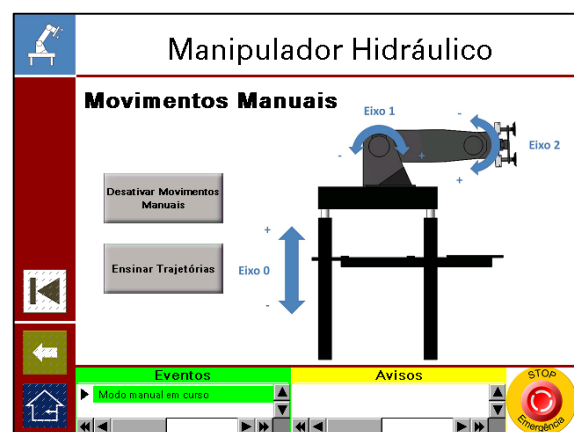 Manipulador Hidráulico
Movimentos Manuais
Eixo 1
-
+
-
+
Eixo 2
Desativar Movimentos
Manuais
Ensinar Trajetórias
+
Eixo 0
-
Eventos
Modo manual em curso
Avisos
STOP
Emergência